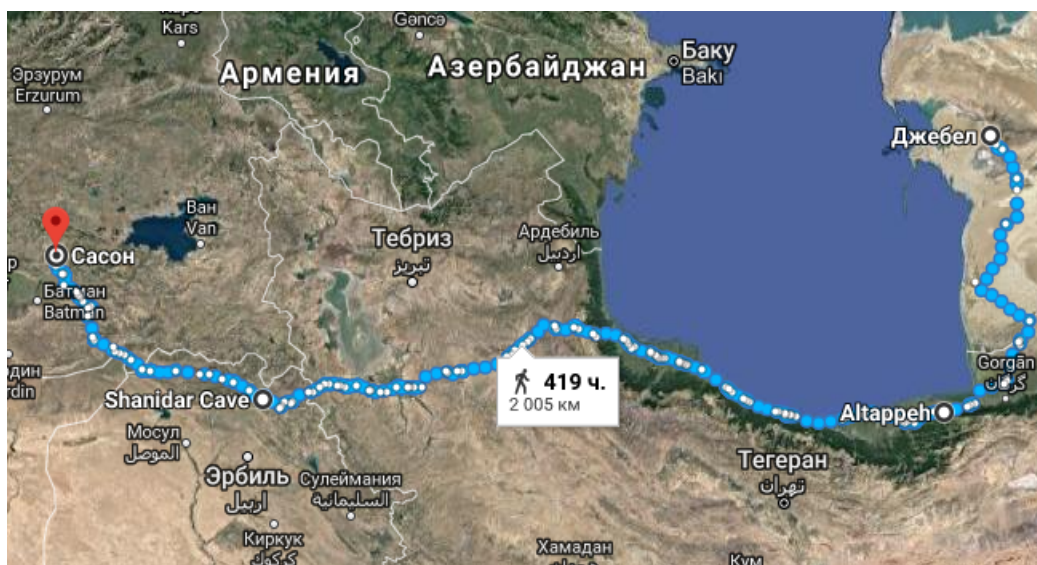 Kars
Карс
Gəncə
Эрзурум
Erzurum
Армения
Азербайджан
Баку
Bakı
Джебел
Ван
Van
Тебриз
تبریز
Ардебиль
اردبیل
Сасон
Батман
Batman
Shanidar Cave
419 ч.
2 005 км
Gorgān
گرگان
Altappeh
Мосул
الموصل
Эрбиль
اربيل
Сулеймания
السليمانية
Тегеран
تهران
Киркук
كركوك
Хамадан
Кум